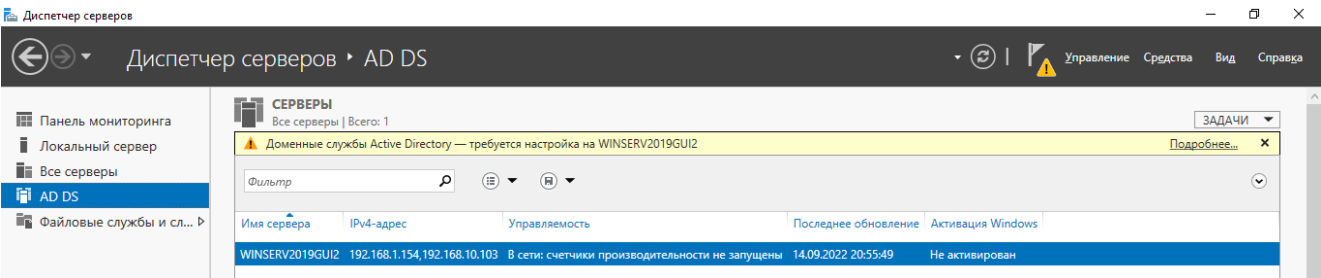 Диспетчер серверов
Диспетчер серверов ‣ AD DS
Управление Средства Вид Справка
Панель мониторинга
Локальный сервер
Все серверы
AD DS
Файловые службы и сл...
СЕРВЕРЫ
Все серверы | Всего: 1
ЗАДАЧИ
Доменные службы Active Directory — требуется настройка на WINSERV2019GUI2 Подробнее...
Фильтр
Имя сервера IPv4-адрес Управляемость Последнее обновление Активация Windows
WINSERV2019GUI2 192.168.1.154,192.168.10.103 В сети: счетчики производительности не запущены 14.09.2022 20:55:49 Не активирован